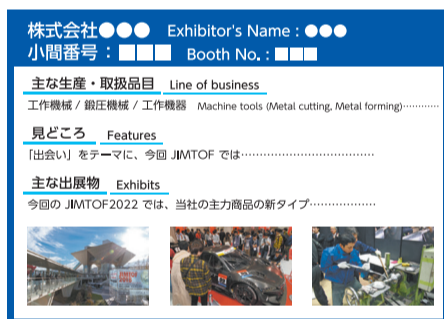 株式会社●●● Exhibitor's Name : ●●●
小間番号：■■■ Booth No. : ■■■
主な生産・取扱品目 Line of business
工作機械 / 鍛圧機械 / 工作機器 Machine tools (Metal cutting, Metal forming)…………
見どころ Features
「出会い」をテーマに、今回 JIMTOF では………………………………
主な出展物 Exhibits
今回の JIMTOF2022 では、当社の主力商品の新タイプ………………